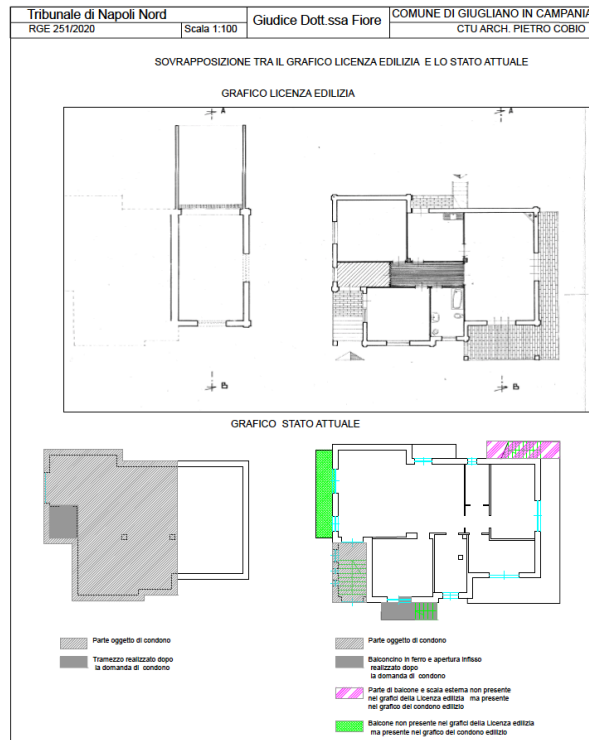 Tribunale di Napoli Nord
RGE 251/2020
Scala 1:100
Giudice Dott.ssa Fiore
COMUNE DI GIUGLIANO IN CAMPANIA
CTU ARCH. PIETRO COBIO
SOVRAPPOSIZIONE TRA IL GRAFICO LICENZA EDILIZIA E LO STATO ATTUALE
GRAFICO LICENZA EDILIZIA
A
A
B
B
GRAFICO STATO ATTUALE
Parte oggetto di condono
Tramezzo realizzato dopo
la domanda di condono
Parte oggetto di condono
Balconcino in ferro e apertura infisso
realizzato dopo
la domanda di condono
Parte di balcone e scala esterna non presente
nei grafici della Licenza edilizia ma presente
nel grafico del condono edilizio
Balcone non presente nei grafici della Licenza edilizia
ma presente nel grafico del condono edilizio